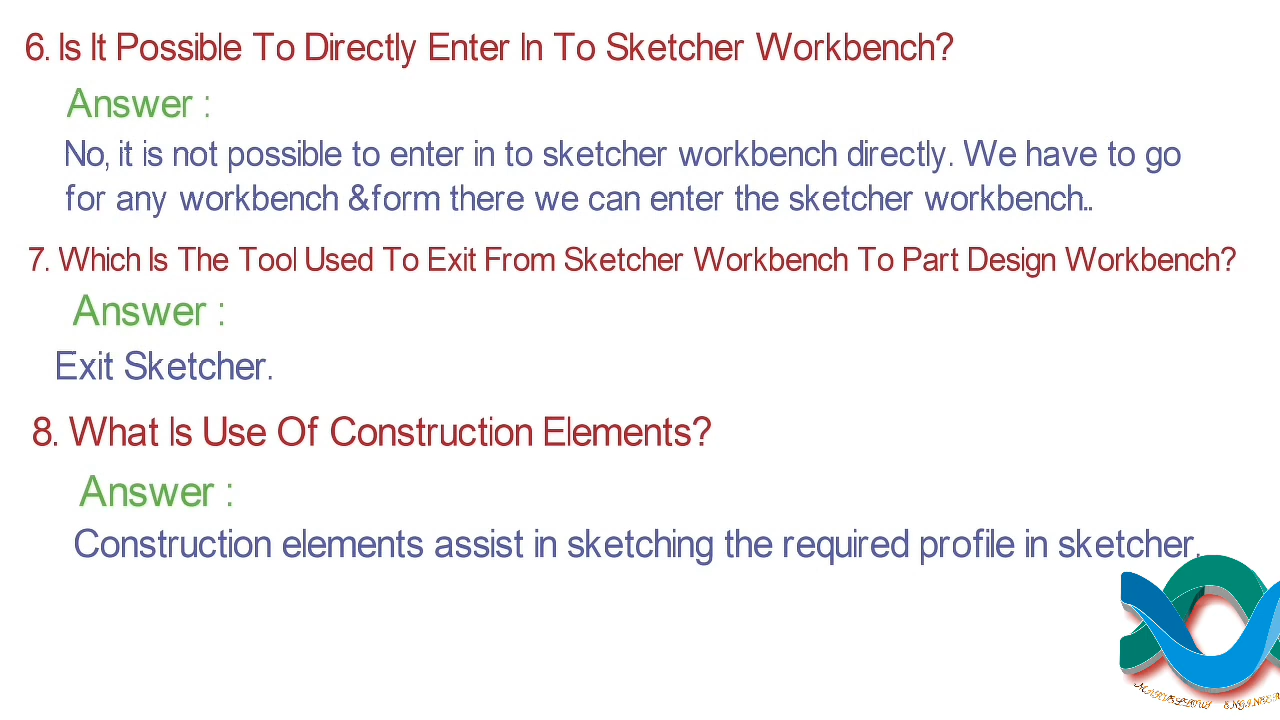 6. Is It Possible To Directly Enter In To Sketcher Workbench?
Answer :
No, it is not possible to enter in to sketcher workbench directly. We have to go
for any workbench &form there we can enter the sketcher workbench..
7. Which Is The Tool Used To Exit From Sketcher Workbench To Part Design Workbench?
Answer :
Exit Sketcher.
8. What Is Use Of Construction Elements?
Answer :
Construction elements assist in sketching the required profile in sketcher.